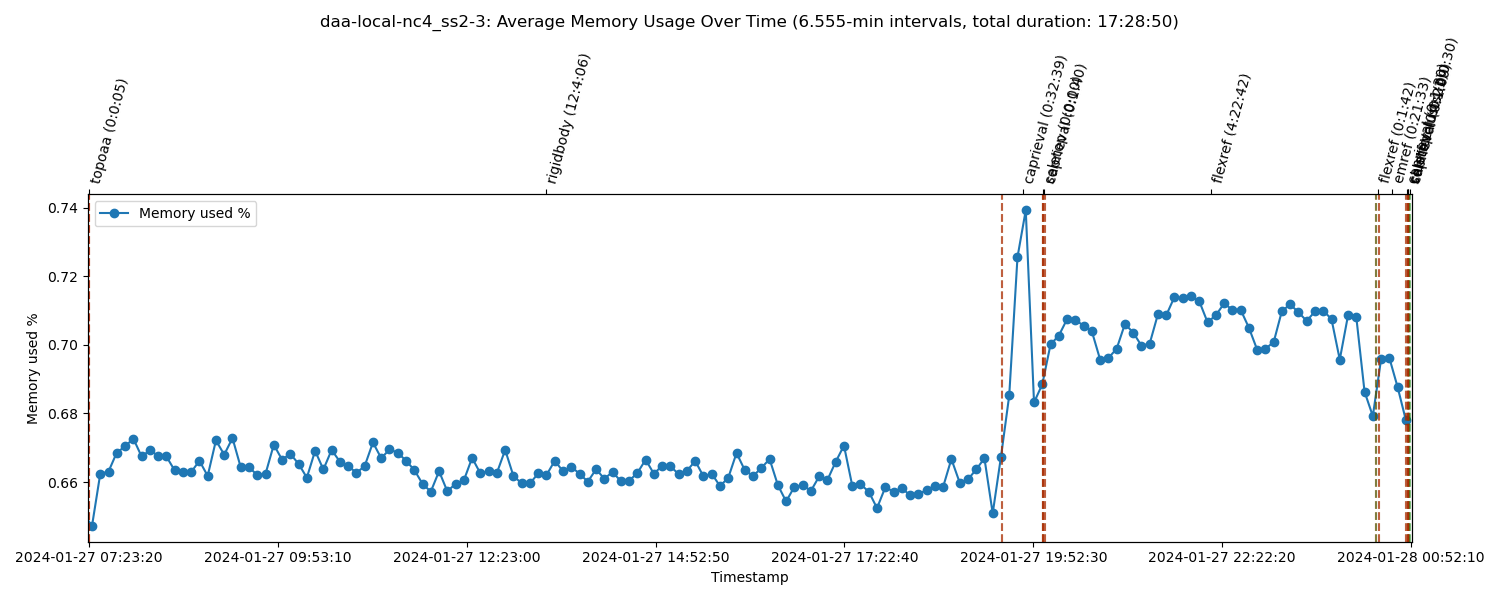 daa-local-nc4_ss2-3: Average Memory Usage Over Time (6.555-min intervals, total duration: 17:28:50)
topoaa (0:0:05)
rigidbody (12:4:06)
caprieval (0:32:39)
flexref (4:22:42)
flexref (0:1:42)
emref (0:21:33)
Memory used %
0.74
0.72
0.70
0.68
0.66
Memory used %
2024-01-27 07:23:20
2024-01-27 09:53:10
2024-01-27 12:23:00
2024-01-27 14:52:50
2024-01-27 17:22:40
2024-01-27 19:52:30
2024-01-27 22:22:20
2024-01-28 00:52:10
Timestamp